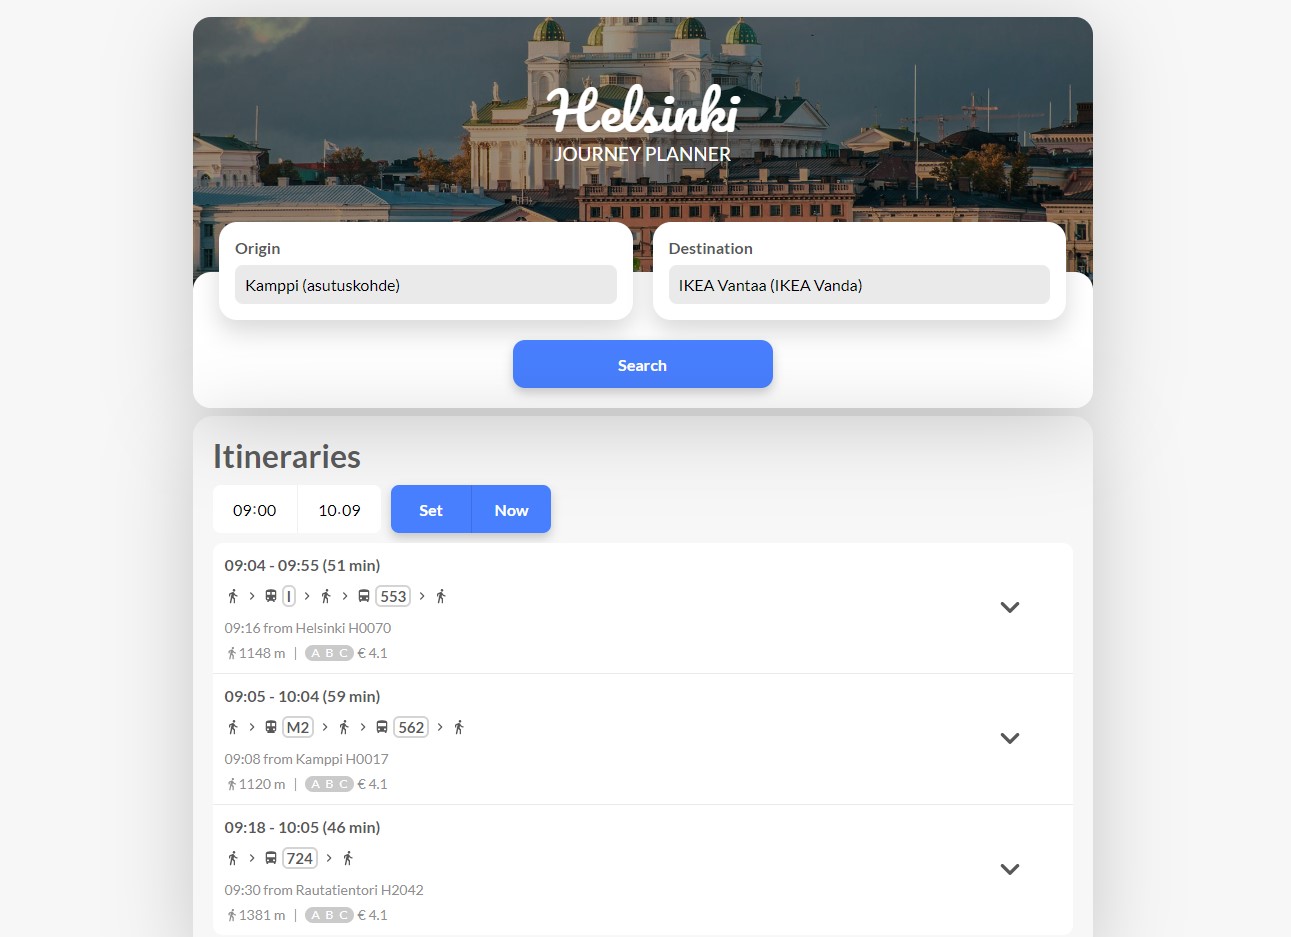 Helsinki
JOURNEY PLANNER
Origin
Destination
Kamppi (asutuskohde)
IKEA Vantaa (IKEA Vanda)
Search
Itineraries
09:00 10.09 Set Now
09:04 - 09:55 (51 min)
I 553
09:16 from Helsinki H0070
1148 m | A B C € 4.1
09:05 - 10:04 (59 min)
M2 562
09:08 from Kamppi H0017
1120 m | A B C € 4.1
09:18 - 10:05 (46 min)
724
09:30 from Rautatientori H2042
1381 m | A B C € 4.1